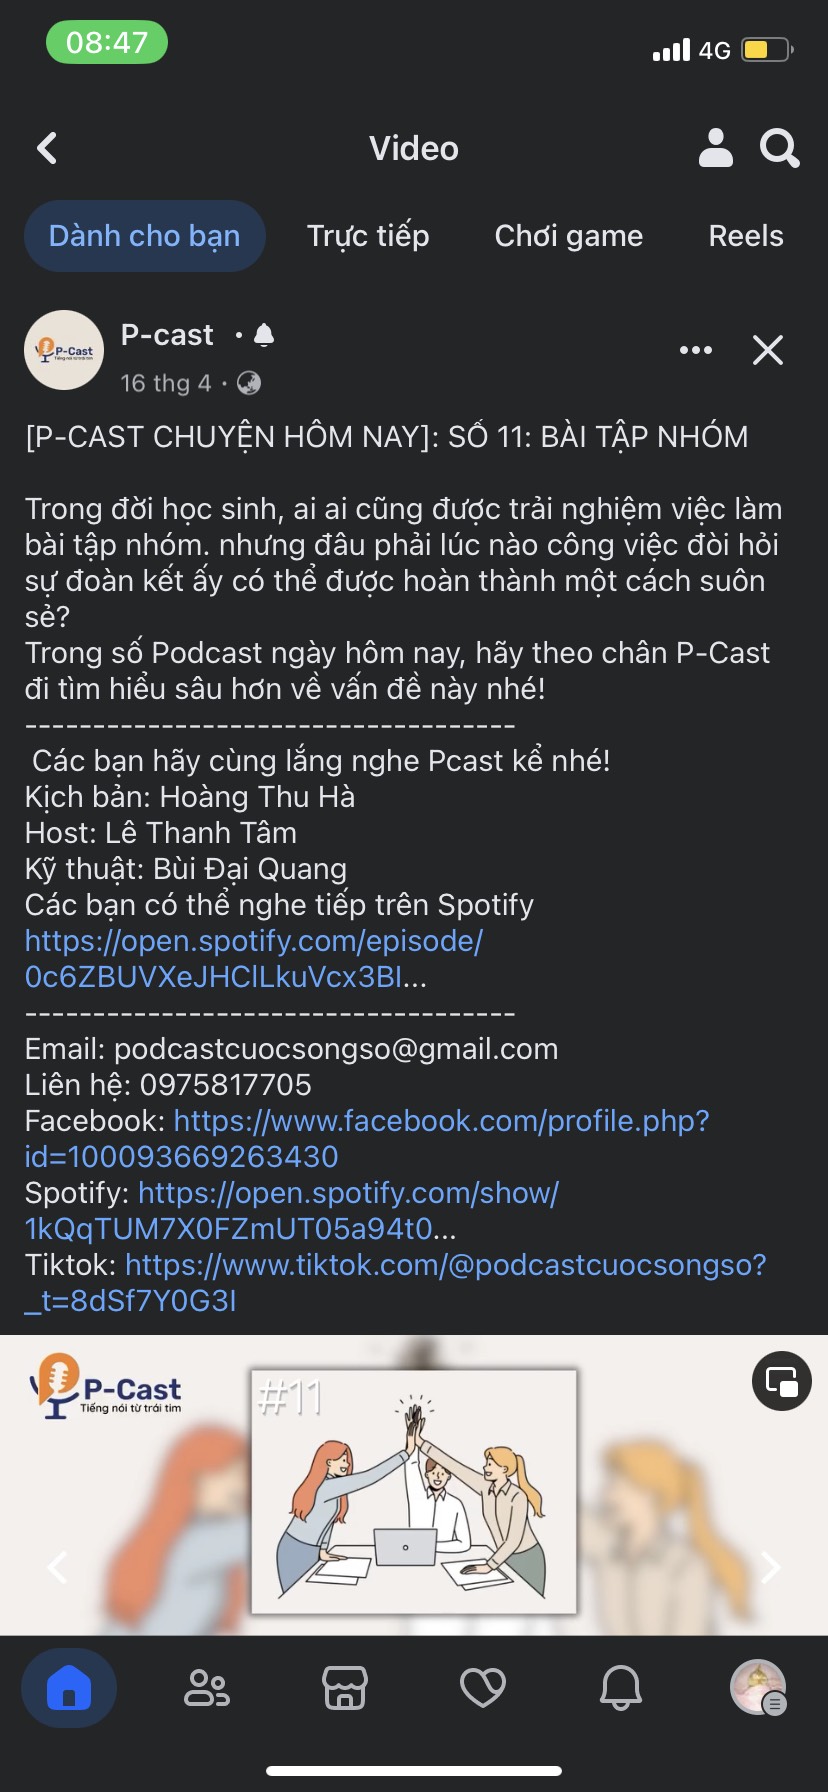 08:47
4G
Video
Dành cho bạn
Trực tiếp
Chơi game
Reels
P-Cast
Tiếng nói từ trái tim
P-cast
16 thg 4
[P-CAST CHUYỆN HÔM NAY]: SỐ 11: BÀI TẬP NHÓM
Trong đời học sinh, ai ai cũng được trải nghiệm việc làm
bài tập nhóm. nhưng đâu phải lúc nào công việc đòi hỏi
sự đoàn kết ấy có thể được hoàn thành một cách suôn
sẻ?
Trong số Podcast ngày hôm nay, hãy theo chân P-Cast
đi tìm hiểu sâu hơn về vấn đề này nhé!
------------------------------------
Các bạn hãy cùng lắng nghe Pcast kể nhé!
Kịch bản: Hoàng Thu Hà
Host: Lê Thanh Tâm
Kỹ thuật: Bùi Đại Quang
Các bạn có thể nghe tiếp trên Spotify
https://open.spotify.com/episode/
0c6ZBUVXeJHClLkuVcx3BI...
------------------------------------
Email: podcastcuocsongso@gmail.com
Liên hệ: 0975817705
Facebook: https://www.facebook.com/profile.php?
id=100093669263430
Spotify: https://open.spotify.com/show/
1kQqTUM7X0FZmUT05a94t0...
Tiktok: https://www.tiktok.com/@podcastcuocsongso?
_t=8dSf7Y0G3I
P-Cast
Tiếng nói từ trái tim
#11